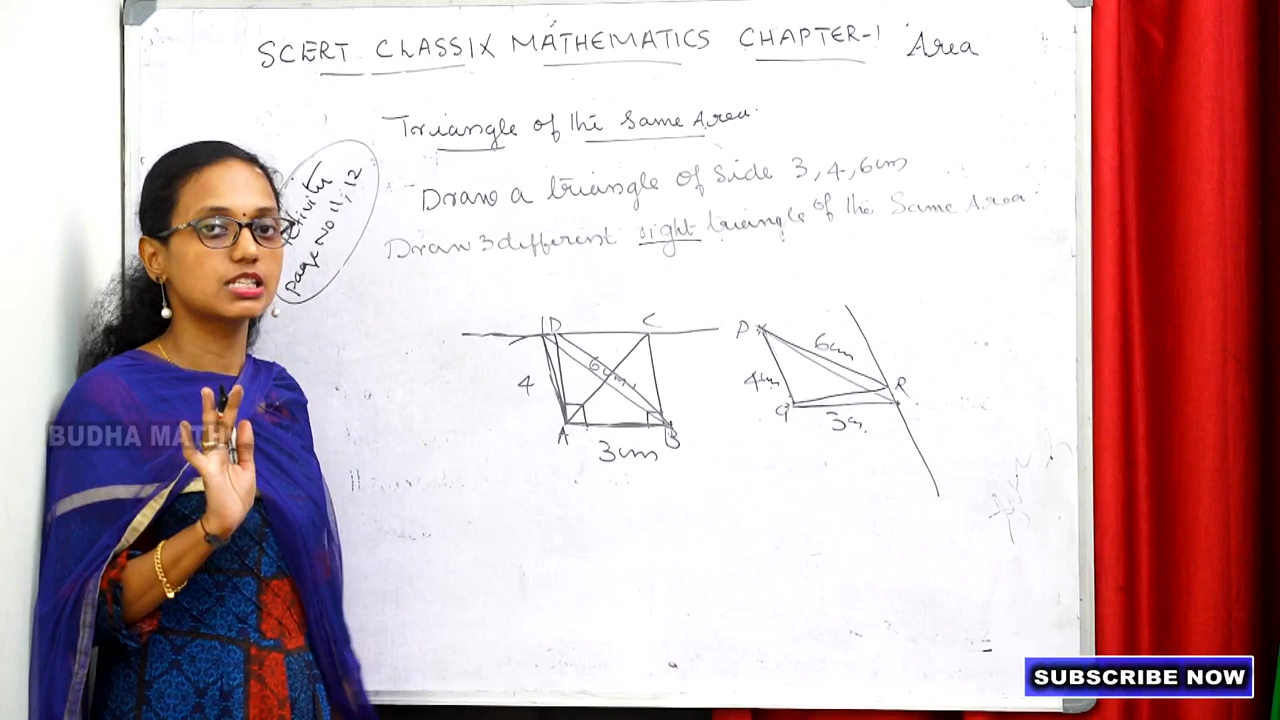 SCERT CLASS IX MATHEMATICS CHAPTER-1 Area
Triangle of the same Area.
Activity
page no 11, 12
Draw a triangle of side 3, 4, 6cm
Draw 3 different right triangle of the Same Area.
D C
6cm.
4
A B
3cm
P
6cm
4cm
R
Q
3cm
BUDHA MATH
SUBSCRIBE NOW